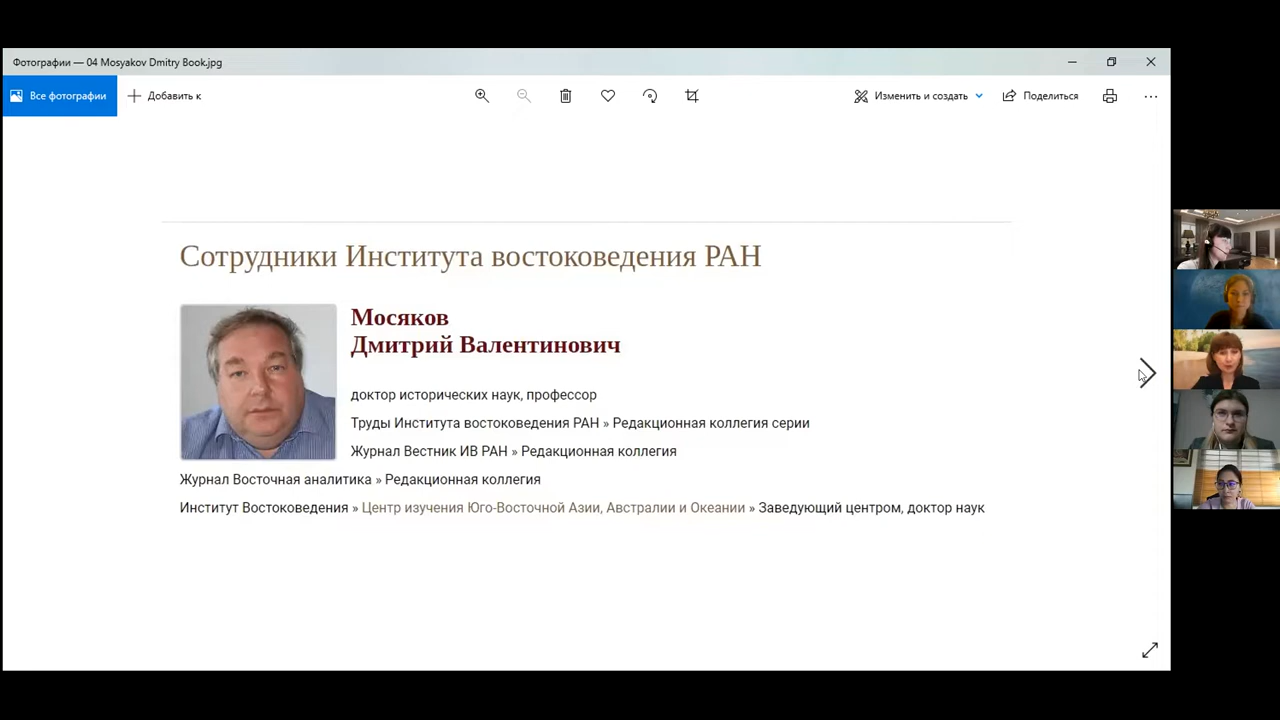 Фотографии — 04 Mosyakov Dmitry Book.jpg
Все фотографии
Добавить к
Изменить и создать
Поделиться
Сотрудники Института востоковедения РАН
Мосяков
Дмитрий Валентинович
доктор исторических наук, профессор
Труды Института востоковедения РАН » Редакционная коллегия серии
Журнал Вестник ИВ РАН » Редакционная коллегия
Журнал Восточная аналитика » Редакционная коллегия
Институт Востоковедения » Центр изучения Юго-Восточной Азии, Австралии и Океании » Заведующий центром, доктор наук